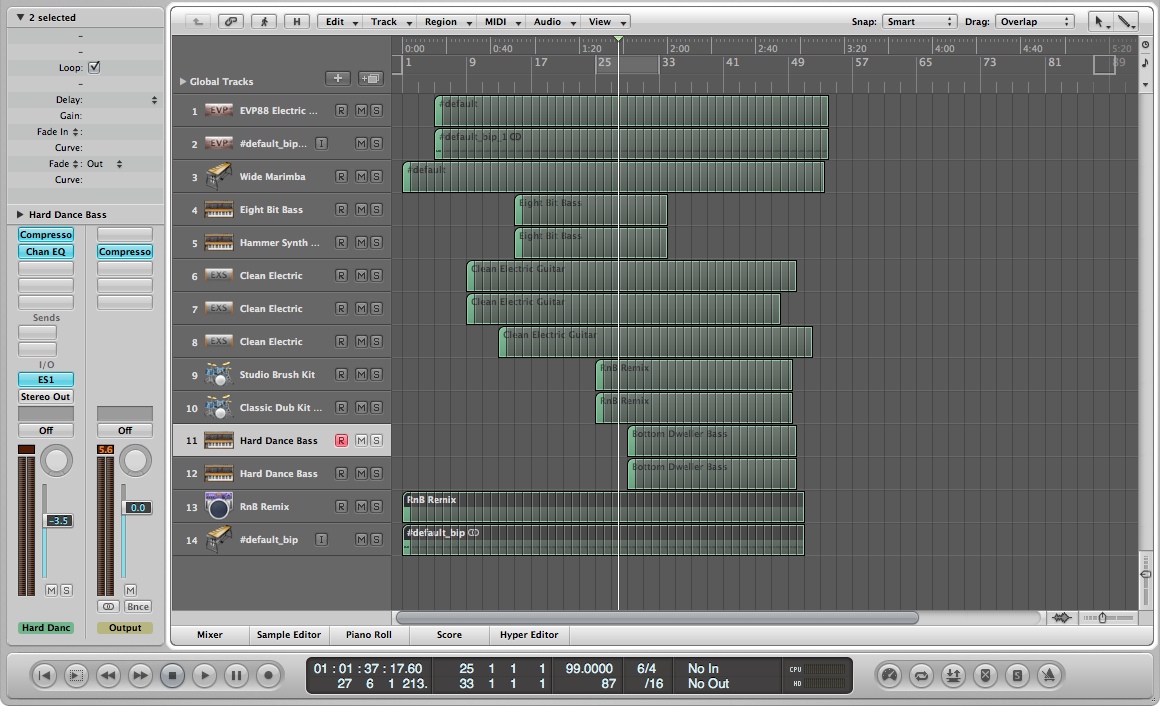 2 selected
Loop:
Delay:
Gain:
Fade In :
Curve:
Fade : Out
Curve:
Hard Dance Bass
Compresso
Chan EQ Compresso
Sends
I/O
ES1
Stereo Out
Off Off
5.6
-3.5 0.0
M S M
Bnce
Hard Danc Output
H Edit Track Region MIDI Audio View Snap: Smart Drag: Overlap
0:00 0:40 1:20 2:00 2:40 3:20 4:00 4:40 5:20
1 9 17 25 33 41 49 57 65 73 81 89
Global Tracks
1 EVP EVP88 Electric ... R M S #default
2 EVP #default_bip... I M S #default_bip_1
3 Wide Marimba R M S #default
4 Eight Bit Bass R M S Eight Bit Bass
5 Hammer Synth ... R M S Eight Bit Bass
6 EXS Clean Electric R M S Clean Electric Guitar
7 EXS Clean Electric R M S Clean Electric Guitar
8 EXS Clean Electric R M S Clean Electric Guitar
9 Studio Brush Kit R M S RnB Remix
10 Classic Dub Kit ... R M S RnB Remix
11 Hard Dance Bass R M S Bottom Dweller Bass
12 Hard Dance Bass R M S Bottom Dweller Bass
13 RnB Remix R M S RnB Remix
14 #default_bip I M S #default_bip
Mixer Sample Editor Piano Roll Score Hyper Editor
01 : 01 : 37 : 17.60 25 1 1 1 99.0000 6/4 No In CPU
27 6 1 213. 33 1 1 1 87 /16 No Out HD
S